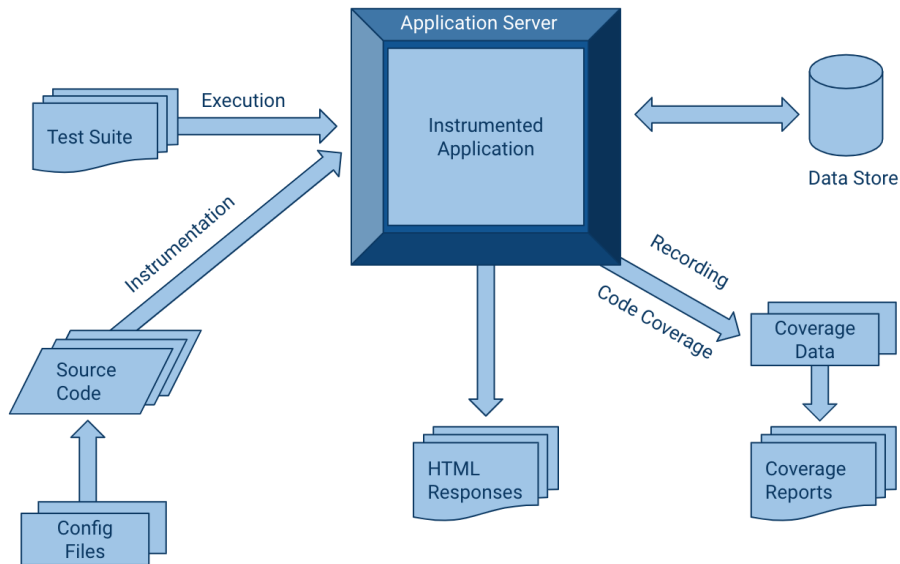 Application Server
Execution
Test Suite
Instrumented
Application
Data Store
Instrumentation
Recording
Code Coverage
Source
Code
Coverage
Data
HTML
Responses
Coverage
Reports
Config
Files